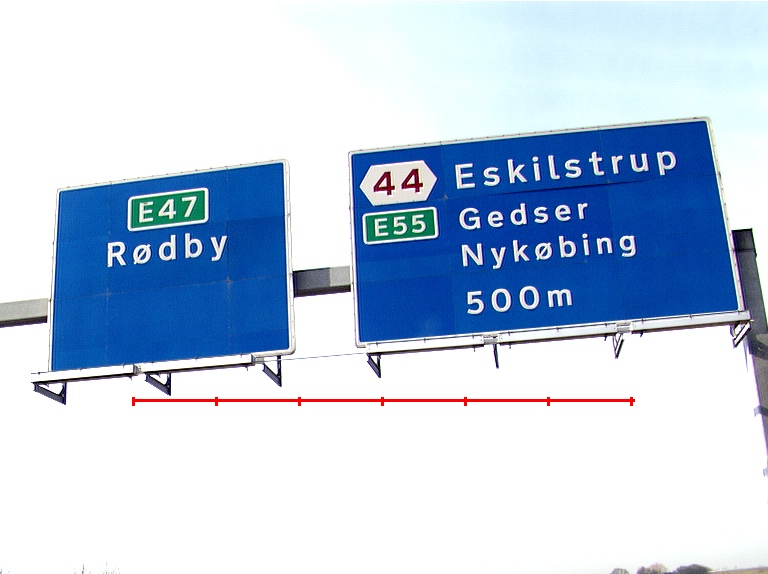 E47
Rødby
44 Eskilstrup
E55 Gedser
Nykøbing
500m